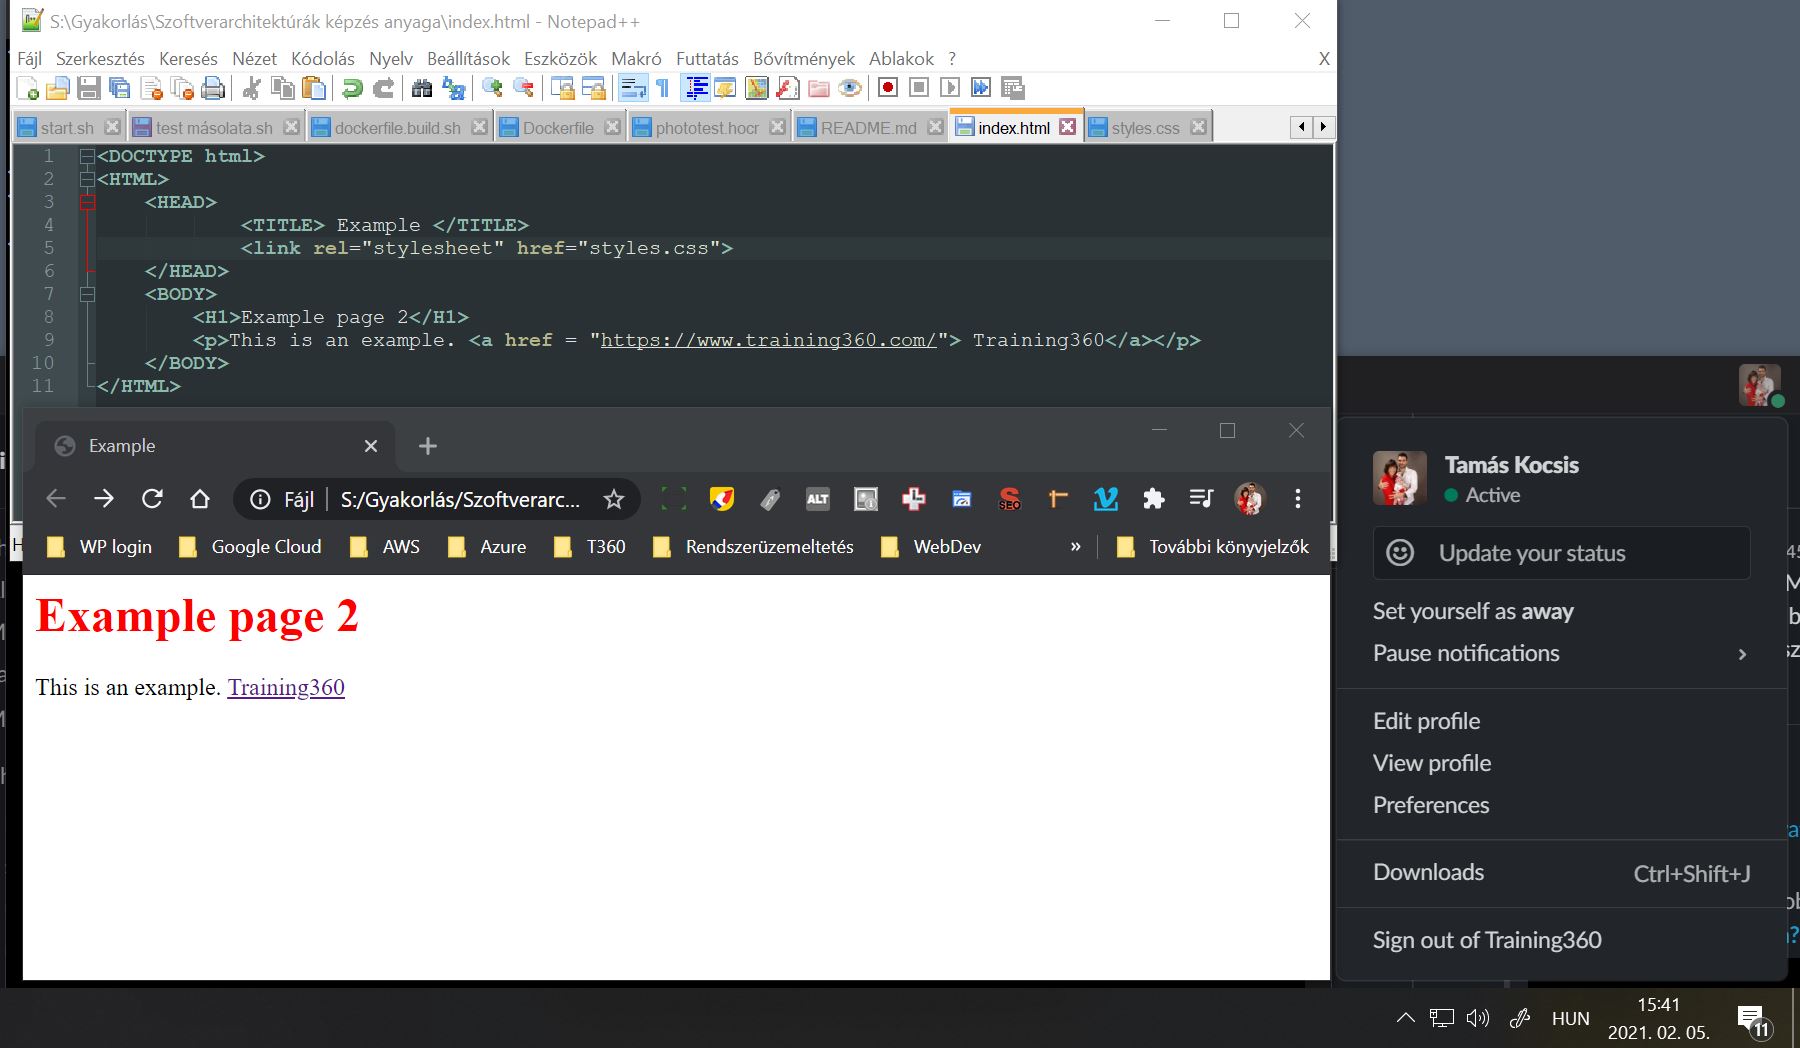 S:\Gyakorlás\Szoftverarchitektúrák képzés anyaga\index.html - Notepad++
Fájl Szerkesztés Keresés Nézet Kódolás Nyelv Beállítások Eszközök Makró Futtatás Bővítmények Ablakok ? X
start.sh test másolata.sh dockerfile.build.sh Dockerfile phototest.hocr README.md index.html styles.css
1 <DOCTYPE html>
2 <HTML>
3 <HEAD>
4 <TITLE> Example </TITLE>
5 <link rel="stylesheet" href="styles.css">
6 </HEAD>
7 <BODY>
8 <H1>Example page 2</H1>
9 <p>This is an example. <a href = "https://www.training360.com/"> Training360</a></p>
10 </BODY>
11 </HTML>
Example
Fájl S:/Gyakorlás/Szoftverarc... ALT SEO
WP login Google Cloud AWS Azure T360 Rendszerüzemeltetés WebDev » További könyvjelzők
Example page 2
This is an example. Training360
Tamás Kocsis
Active
Update your status
Set yourself as away
Pause notifications
Edit profile
View profile
Preferences
Downloads Ctrl+Shift+J
Sign out of Training360
HUN
15:41
2021. 02. 05.
11